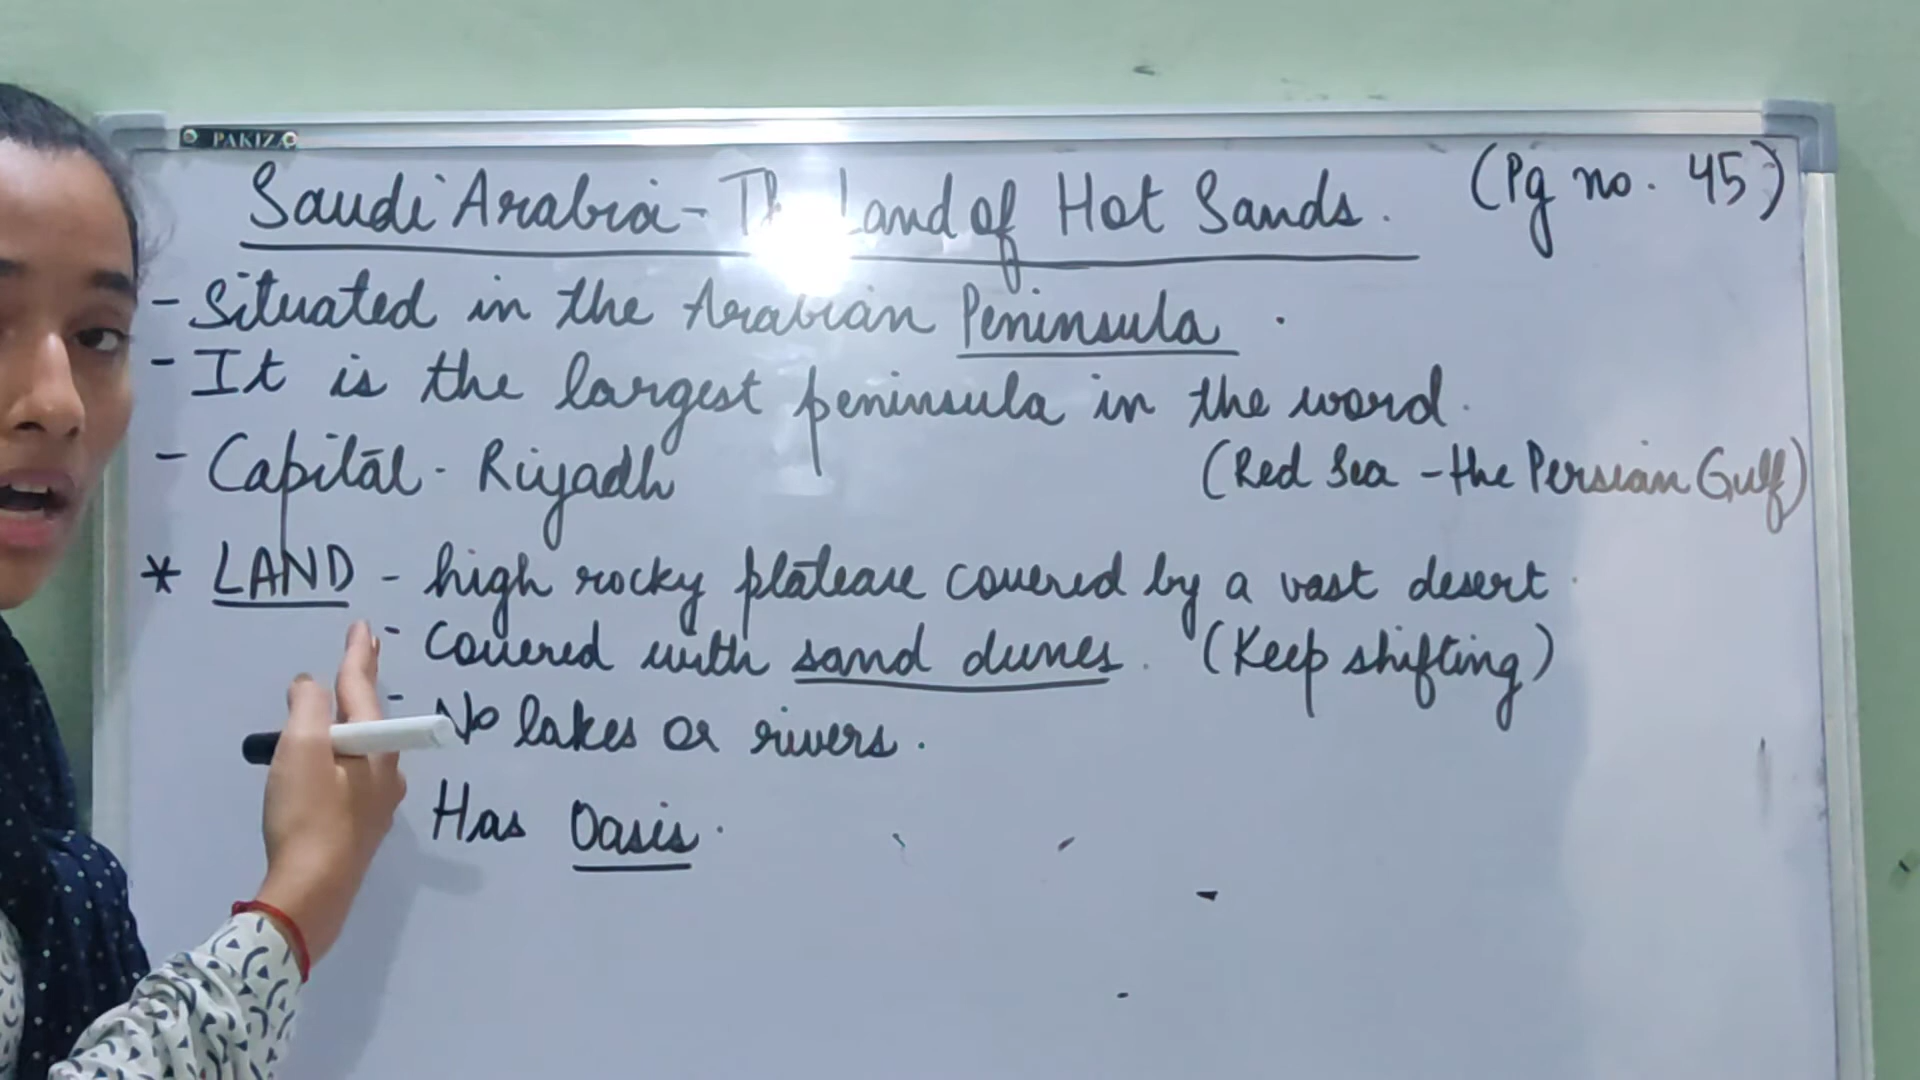 PAKIZA
Saudi Arabia - The Land of Hot Sands. (Pg no. 45)
- Situated in the Arabian Peninsula.
- It is the largest peninsula in the word.
- Capital - Riyadh (Red Sea - the Persian Gulf)
* LAND - high rocky plateau covered by a vast desert
- Covered with sand dunes. (Keep shifting)
- No lakes or rivers.
Has Oasis.